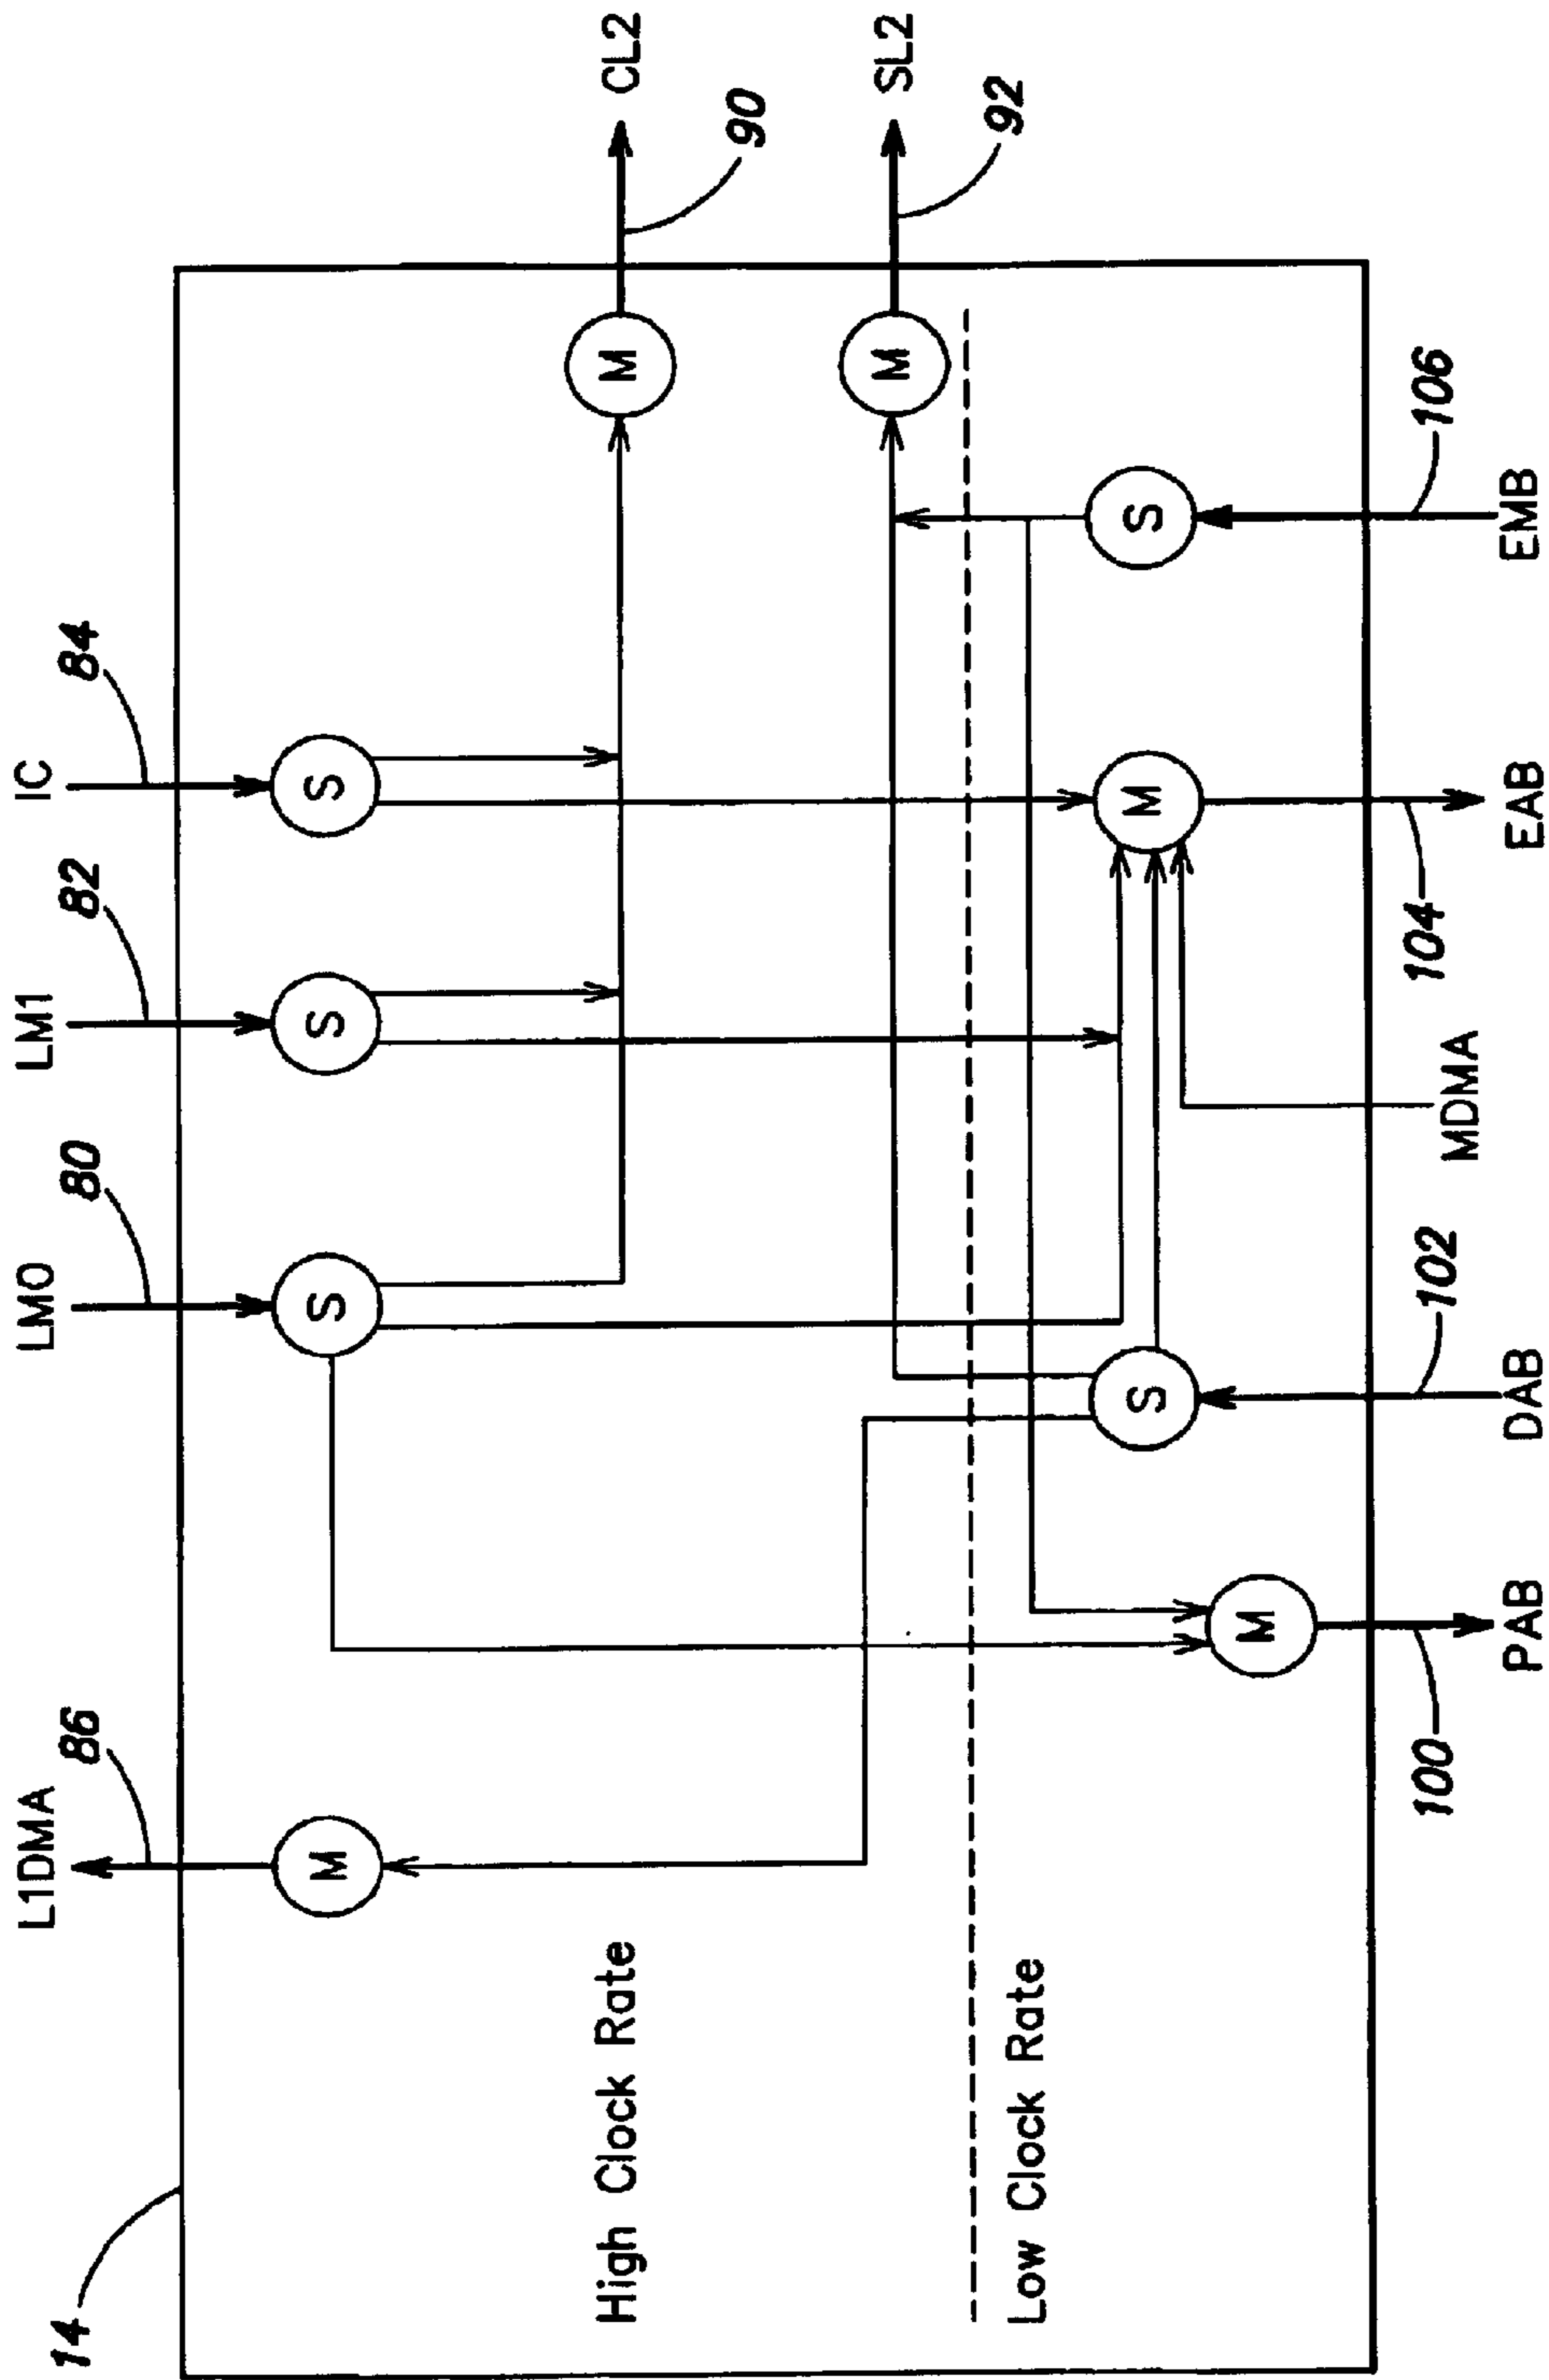 14
L1DMA
86
LM0
80
LM1
82
IC
84
S
S
S
M
M
CL2
90
High Clock Rate
M
SL2
92
Low Clock Rate
S
M
S
M
PAB
100
DAB
102
MDMA
EAB
104
EMB
106